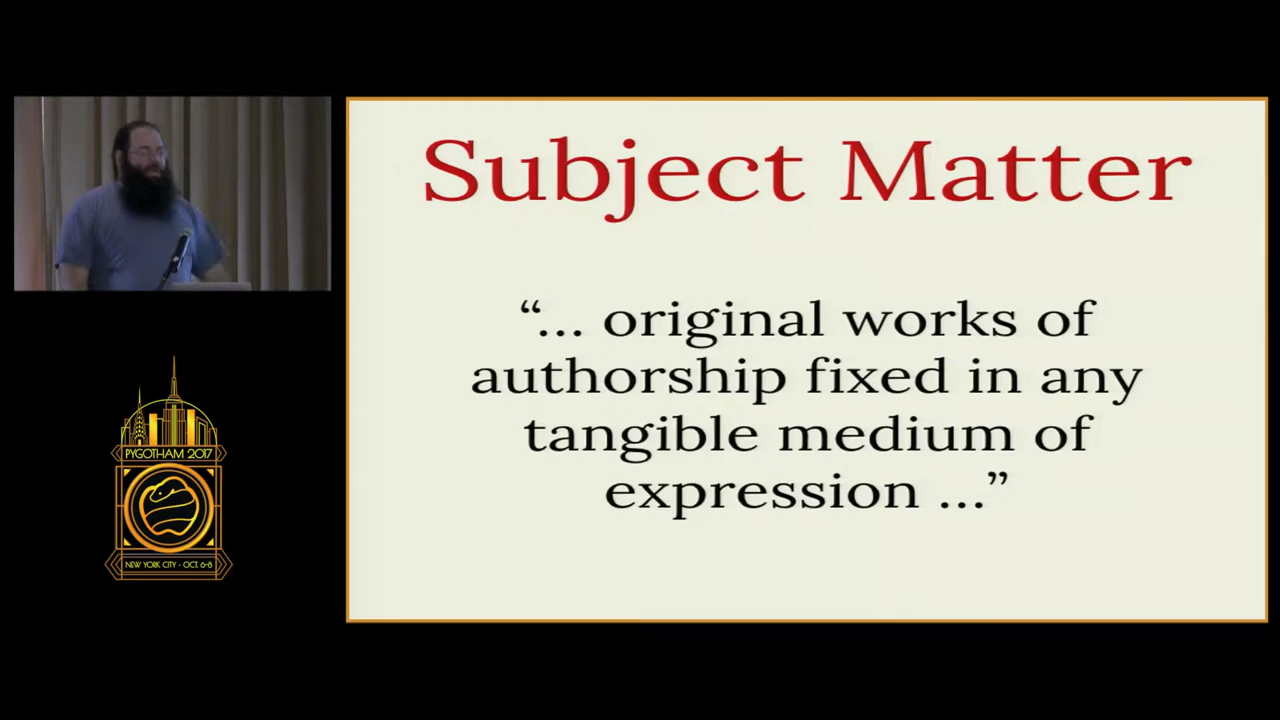 Subject Matter
“... original works of
authorship fixed in any
tangible medium of
expression ...”
PYGOTHAM 2017
NEW YORK CITY • OCT. 6-8